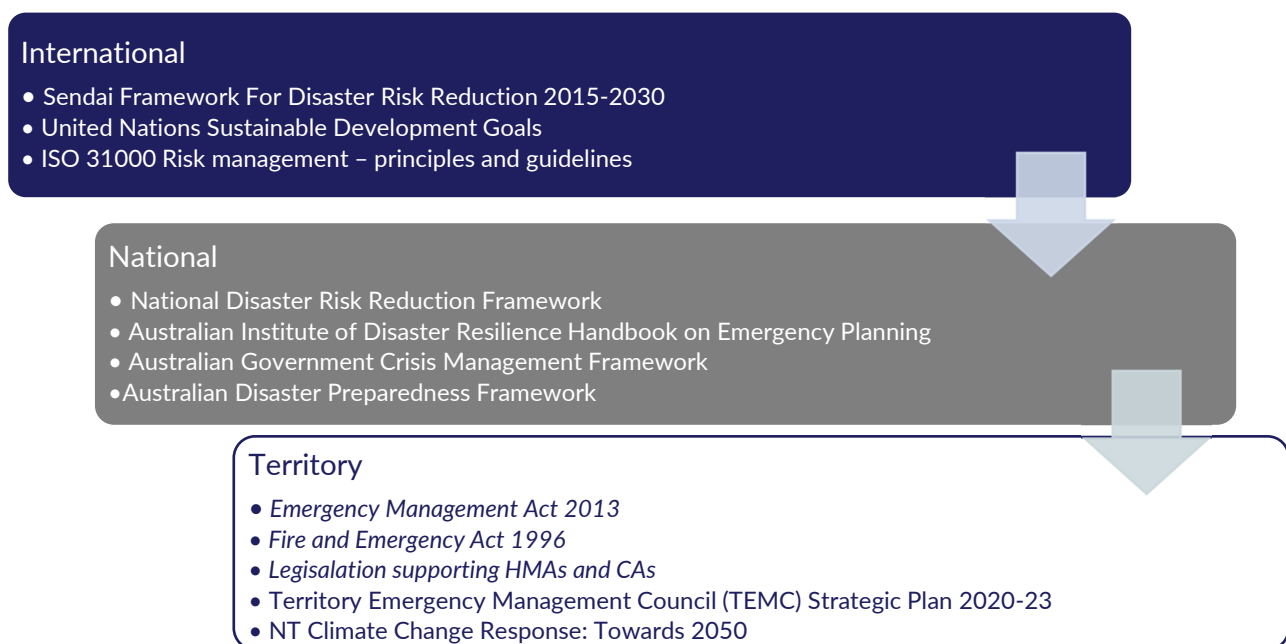 International
• Sendai Framework For Disaster Risk Reduction 2015-2030
• United Nations Sustainable Development Goals
• ISO 31000 Risk management – principles and guidelines
National
• National Disaster Risk Reduction Framework
• Australian Institute of Disaster Resilience Handbook on Emergency Planning
• Australian Government Crisis Management Framework
•Australian Disaster Preparedness Framework
Territory
• Emergency Management Act 2013
• Fire and Emergency Act 1996
• Legisalation supporting HMAs and CAs
• Territory Emergency Management Council (TEMC) Strategic Plan 2020-23
• NT Climate Change Response: Towards 2050